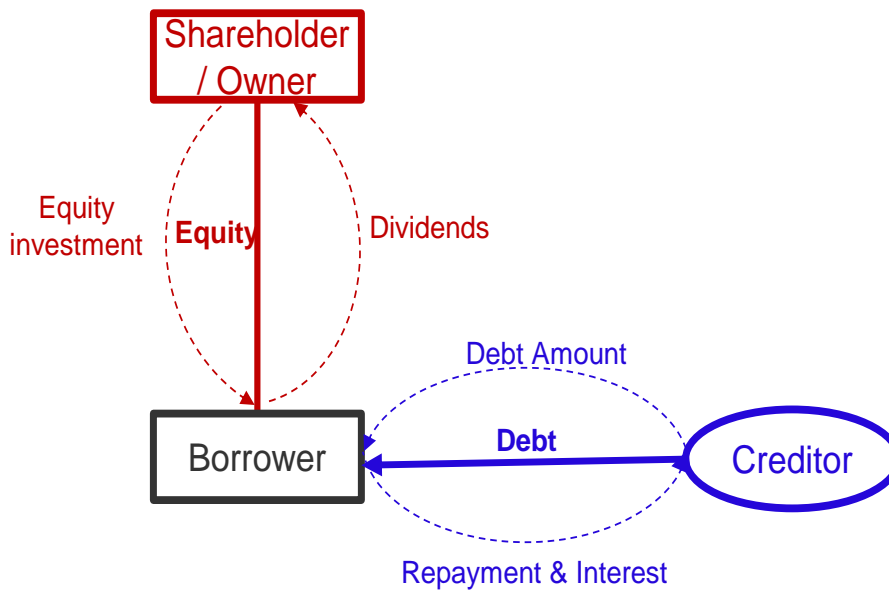 Shareholder
/ Owner
Equity
investment
Equity
Dividends
Debt Amount
Borrower
Debt
Creditor
Repayment & Interest